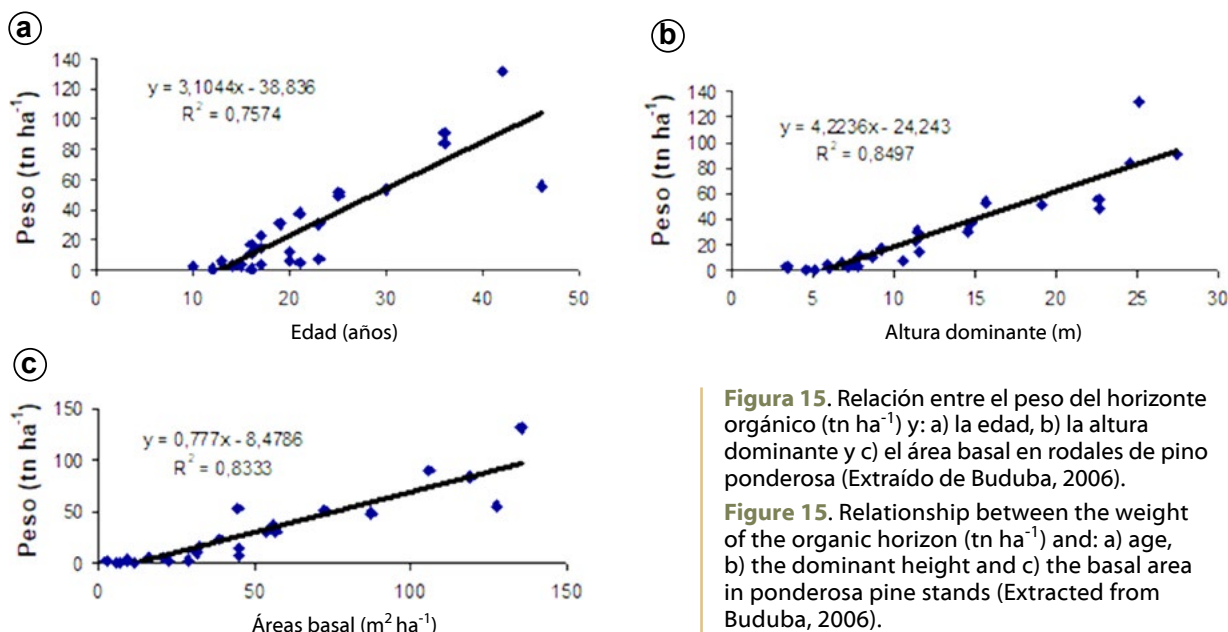 a
140
120
100
80
60
40
20
0
Peso (tn ha⁻¹)
y = 3,1044x - 38,836
R² = 0,7574
0 10 20 30 40 50
Edad (años)
b
140
120
100
80
60
40
20
0
Peso (tn ha⁻¹)
y = 4,2236x - 24,243
R² = 0,8497
0 5 10 15 20 25 30
Altura dominante (m)
c
150
100
50
0
Peso (tn ha⁻¹)
y = 0,777x - 8,4786
R² = 0,8333
0 50 100 150
Áreas basal (m² ha⁻¹)
Figura 15. Relación entre el peso del horizonte
orgánico (tn ha⁻¹) y: a) la edad, b) la altura
dominante y c) el área basal en rodales de pino
ponderosa (Extraído de Buduba, 2006).
Figure 15. Relationship between the weight
of the organic horizon (tn ha⁻¹) and: a) age,
b) the dominant height and c) the basal area
in ponderosa pine stands (Extracted from
Buduba, 2006).